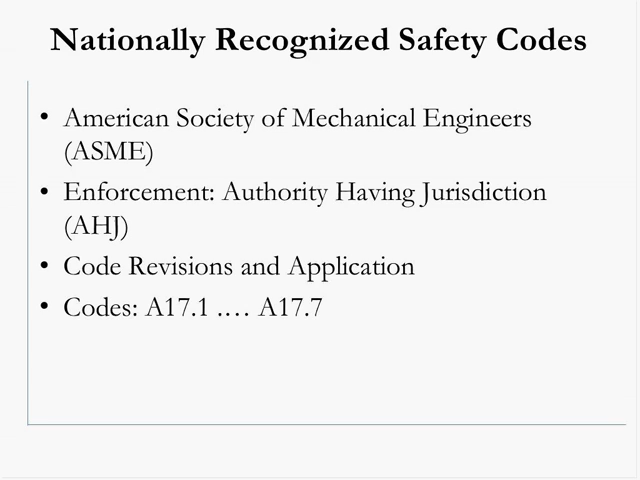 Nationally Recognized Safety Codes
• American Society of Mechanical Engineers
(ASME)
• Enforcement: Authority Having Jurisdiction
(AHJ)
• Code Revisions and Application
• Codes: A17.1 .… A17.7